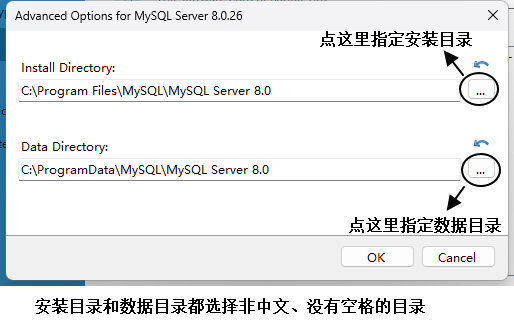 Advanced Options for MySQL Server 8.0.26
点这里指定安装目录
Install Directory:
C:\Program Files\MySQL\MySQL Server 8.0
...
Data Directory:
C:\ProgramData\MySQL\MySQL Server 8.0
...
点这里指定数据目录
OK
Cancel
安装目录和数据目录都选择非中文、没有空格的目录